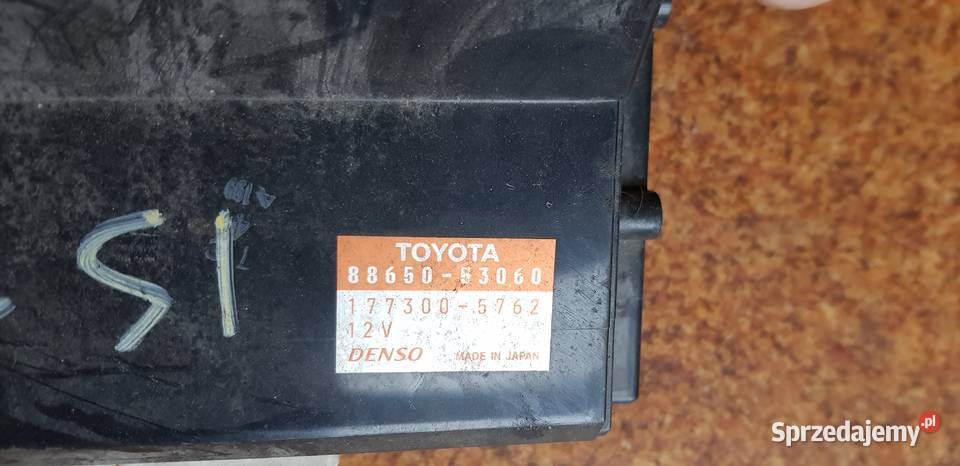 TOYOTA
88650-53060
177300-5762
12V
DENSO MADE IN JAPAN
Sprzedajemy.pl